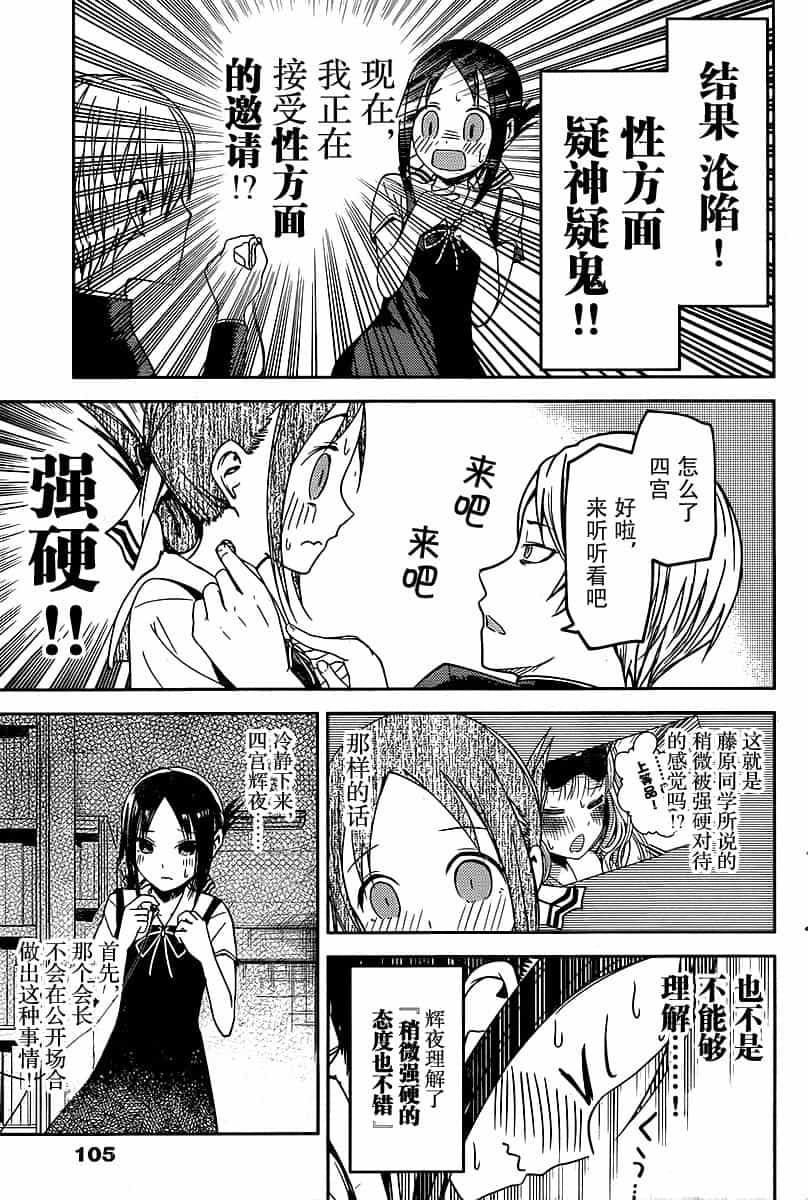 结果 沦陷！
性方面
疑神疑鬼!!
现在，
我正在
接受性方面
的邀请!?
怎么了
四宫
好啦，
来听听看吧
来吧
来吧
强硬!!
这就是
藤原同学所说的
稍微被强硬对待
的感觉吗!?
上等品！
那样的话
也不是
不能够
理解……！
辉夜理解了
『稍微强硬的
态度也不错』
冷静下来，
四宫辉夜……
首先，
那个会长
不会在公开场合
做出这种事情！
105